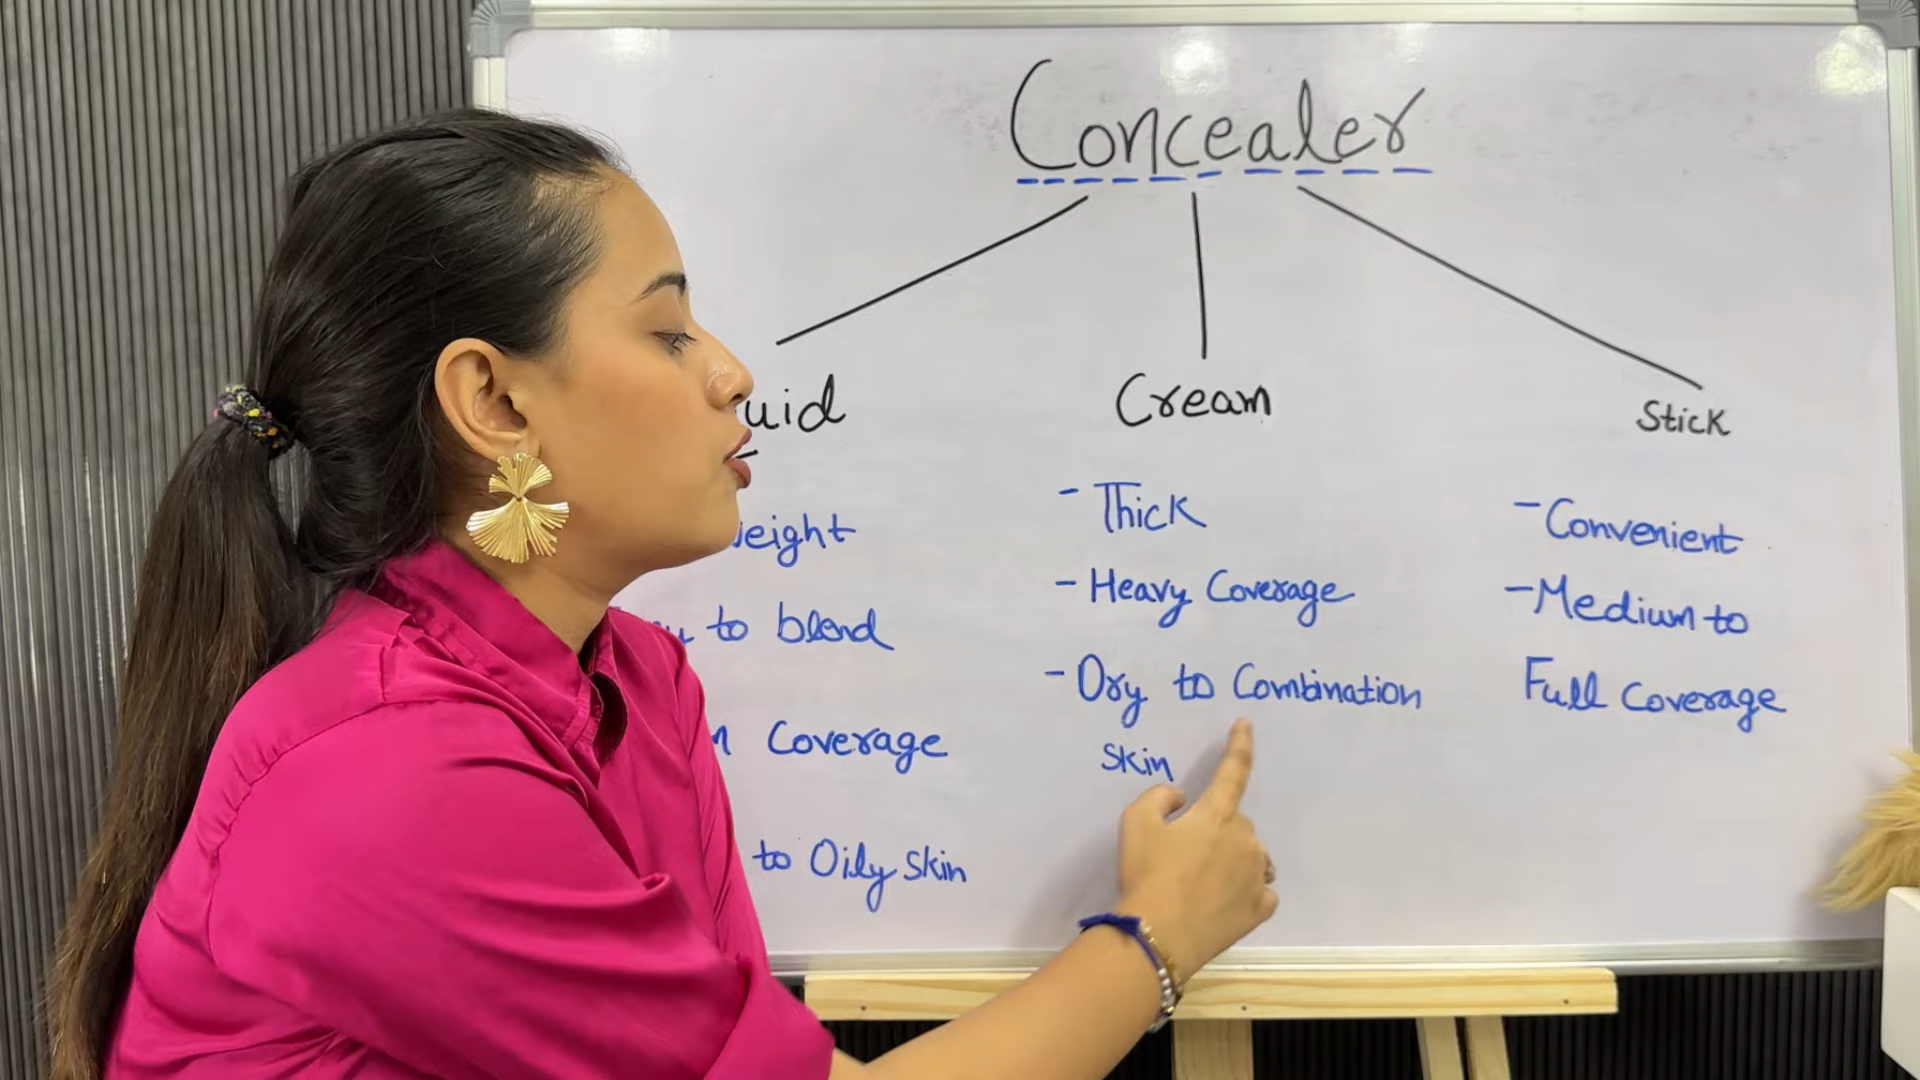 Concealer
uid
Cream
Stick
eight
to blend
Coverage
to Oily Skin
- Thick
- Heavy Coverage
- Dry to Combination
Skin
- Convenient
- Medium to
Full Coverage